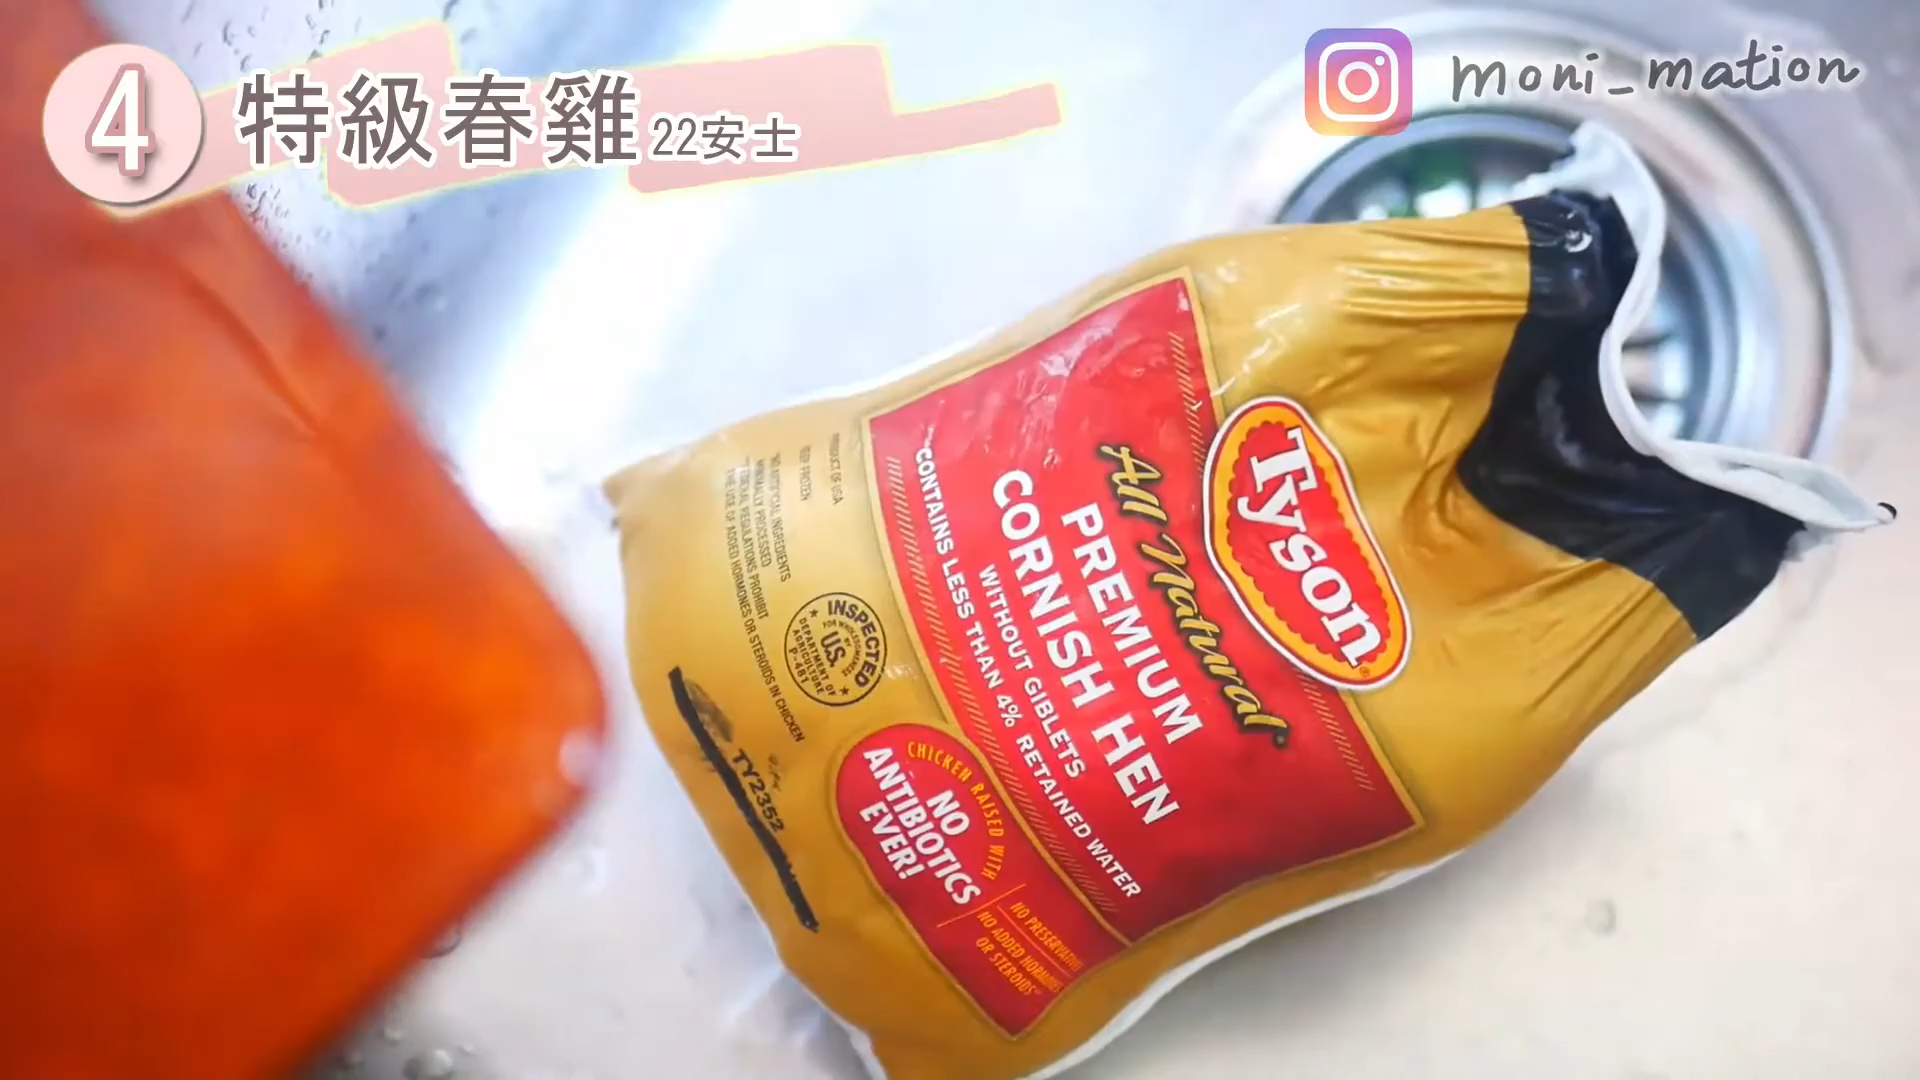 4
特級春雞 22安士
moni_mation
Tyson
All Natural
PREMIUM
CORNISH HEN
WITHOUT GIBLETS
*CONTAINS LESS THAN 4% RETAINED WATER
PRODUCT OF USA
KEEP FROZEN
*NO ARTIFICIAL INGREDIENTS
MINIMALLY PROCESSED
**FEDERAL REGULATIONS PROHIBIT
THE USE OF ADDED HORMONES OR STEROIDS IN CHICKEN
INSPECTED
FOR WHOLESOMENESS
BY
U.S.
DEPARTMENT OF
AGRICULTURE
P-481
TY2352
CHICKEN RAISED WITH
NO
ANTIBIOTICS
EVER!
NO PRESERVATIVES
NO ADDED HORMONES
OR STEROIDS**